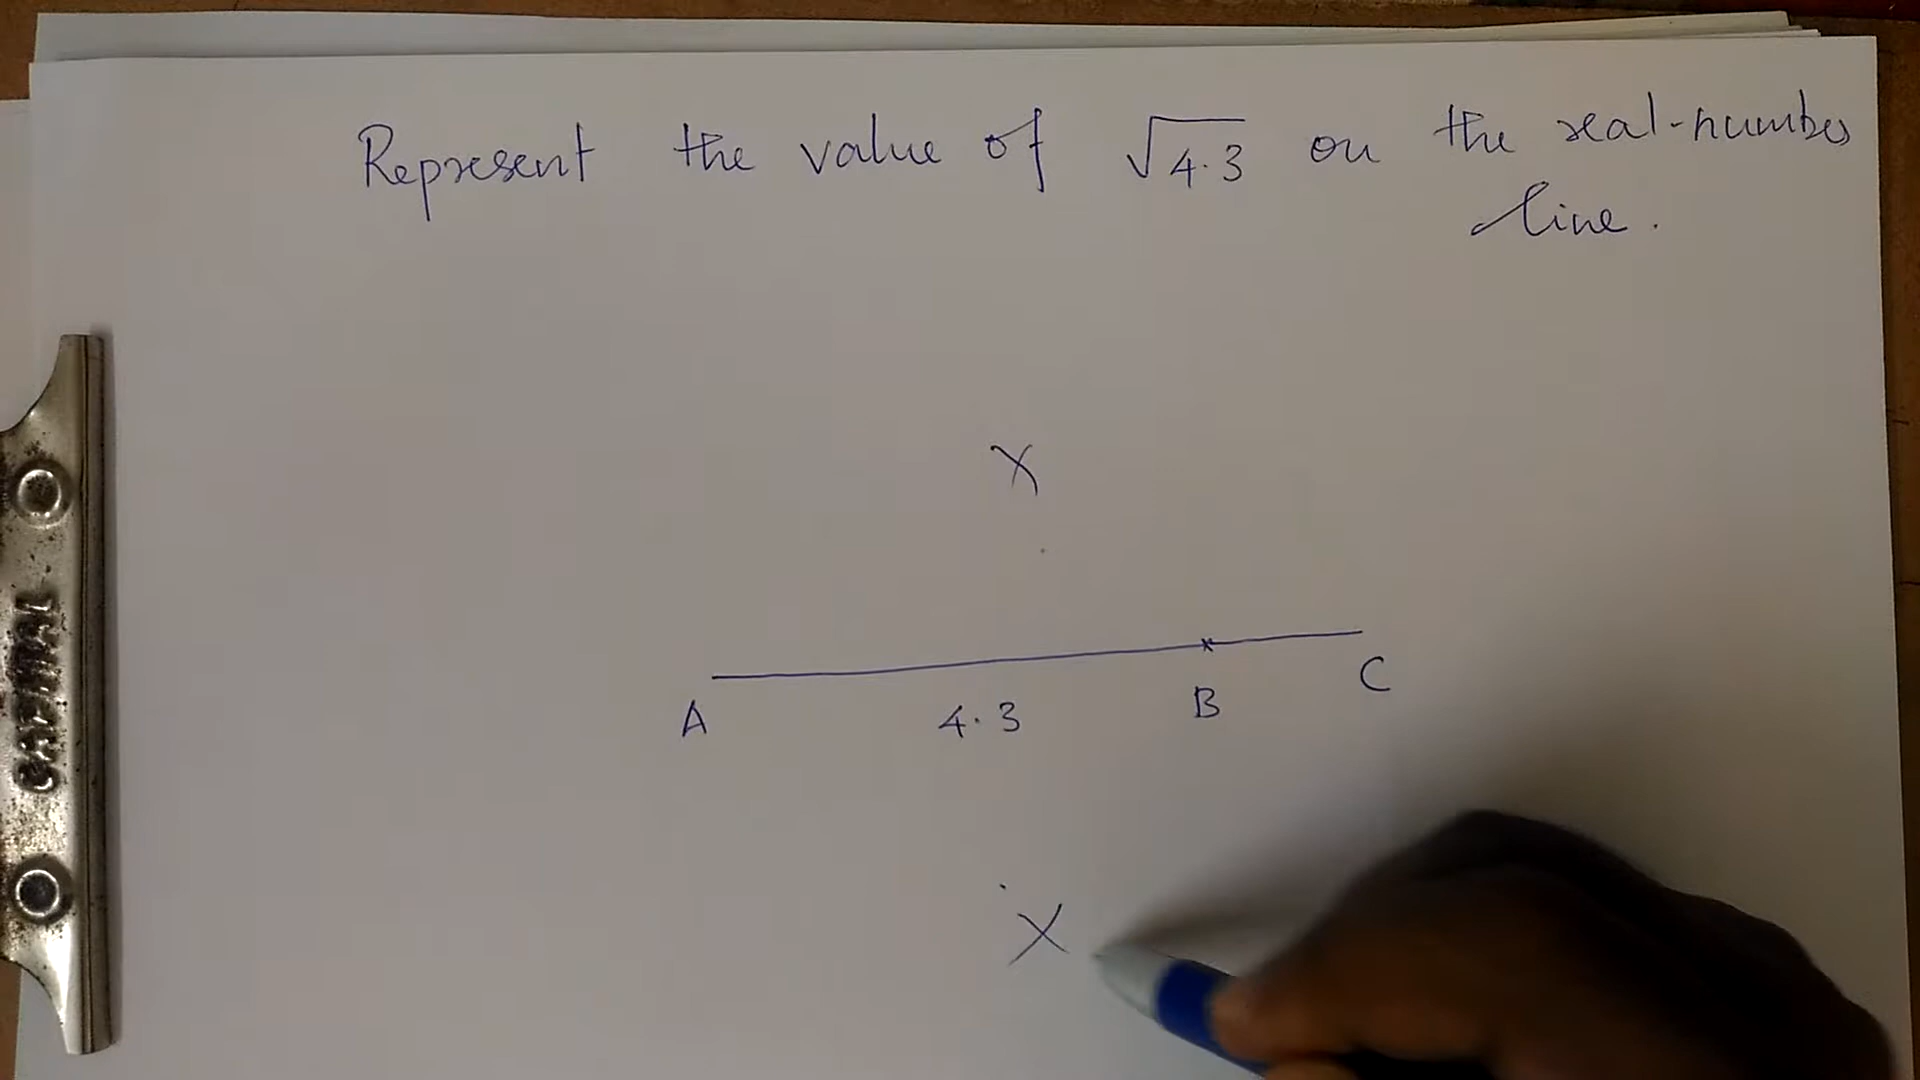 Represent the value of √4.3 on the real-number
line.
X
A 4.3 B C
X
CAPITAL